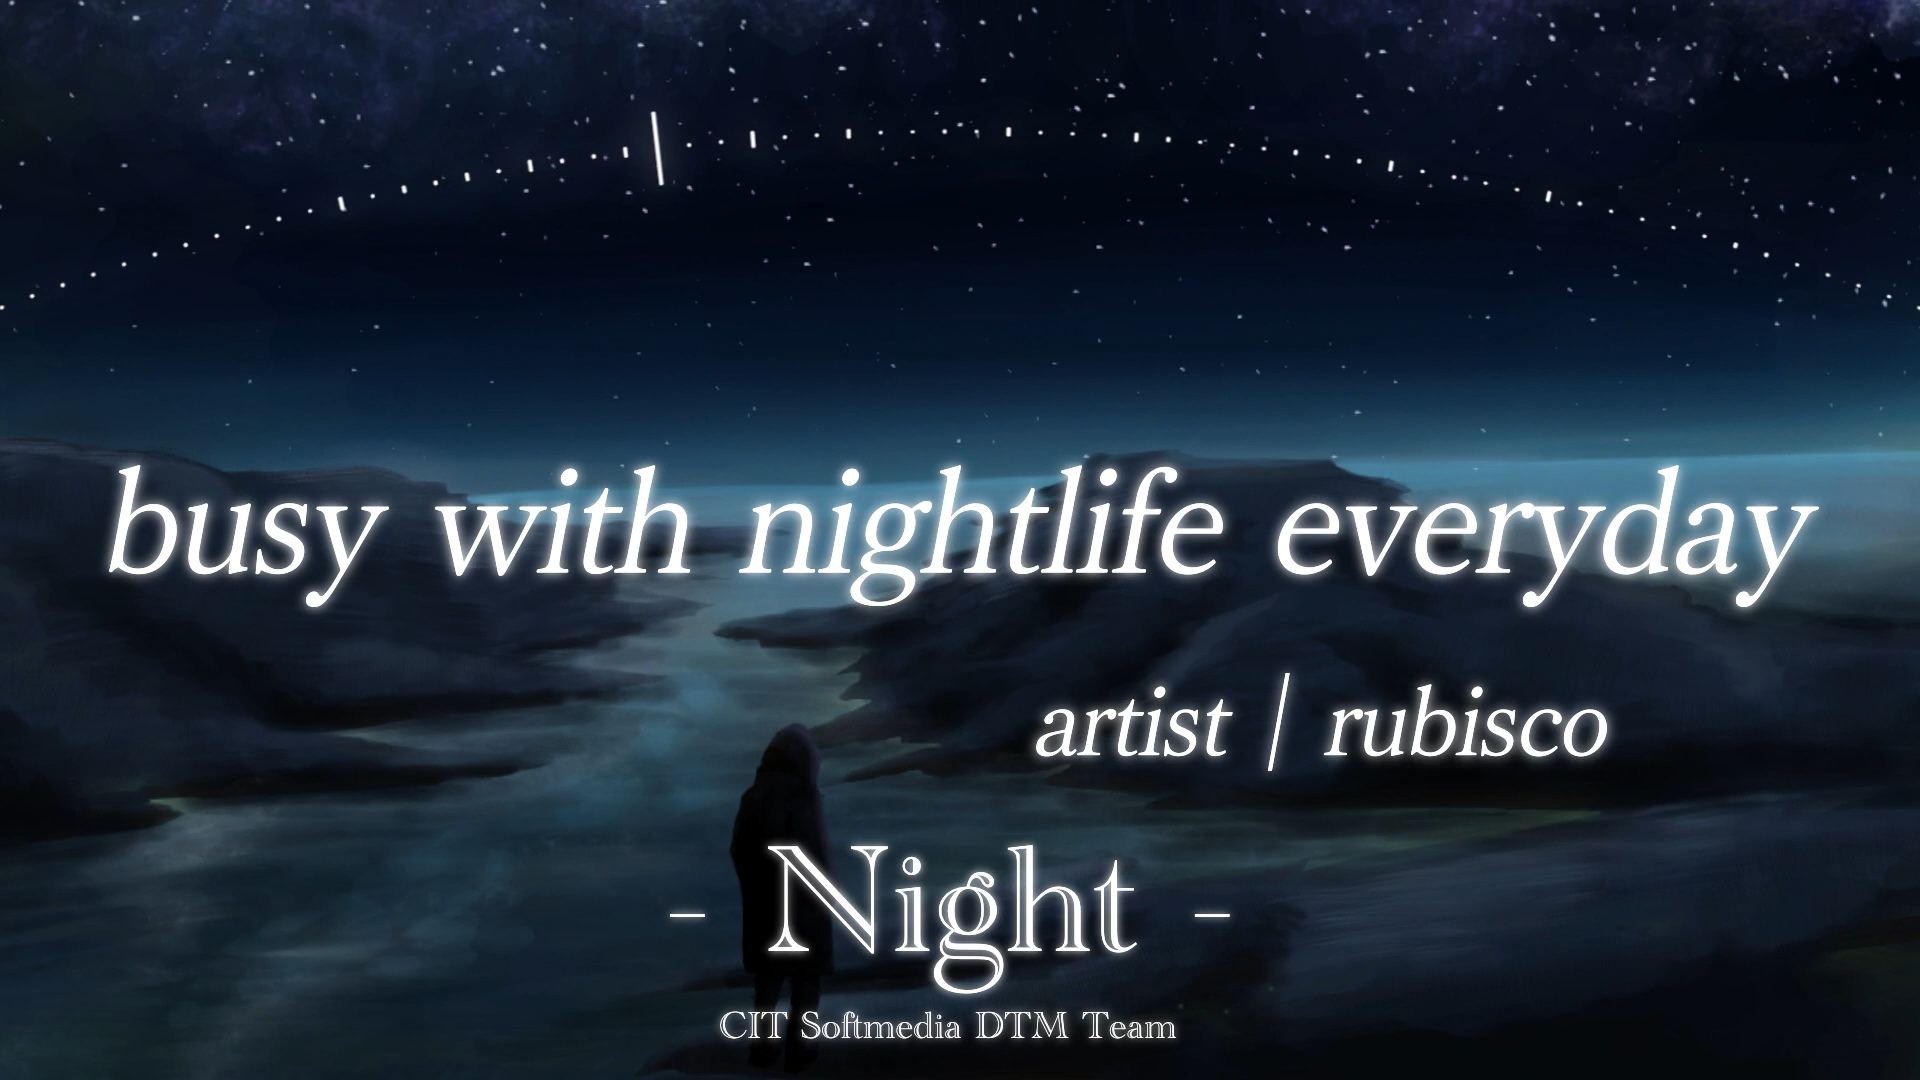 busy with nightlife everyday
artist / rubisco
- Night -
CIT Softmedia DTM Team